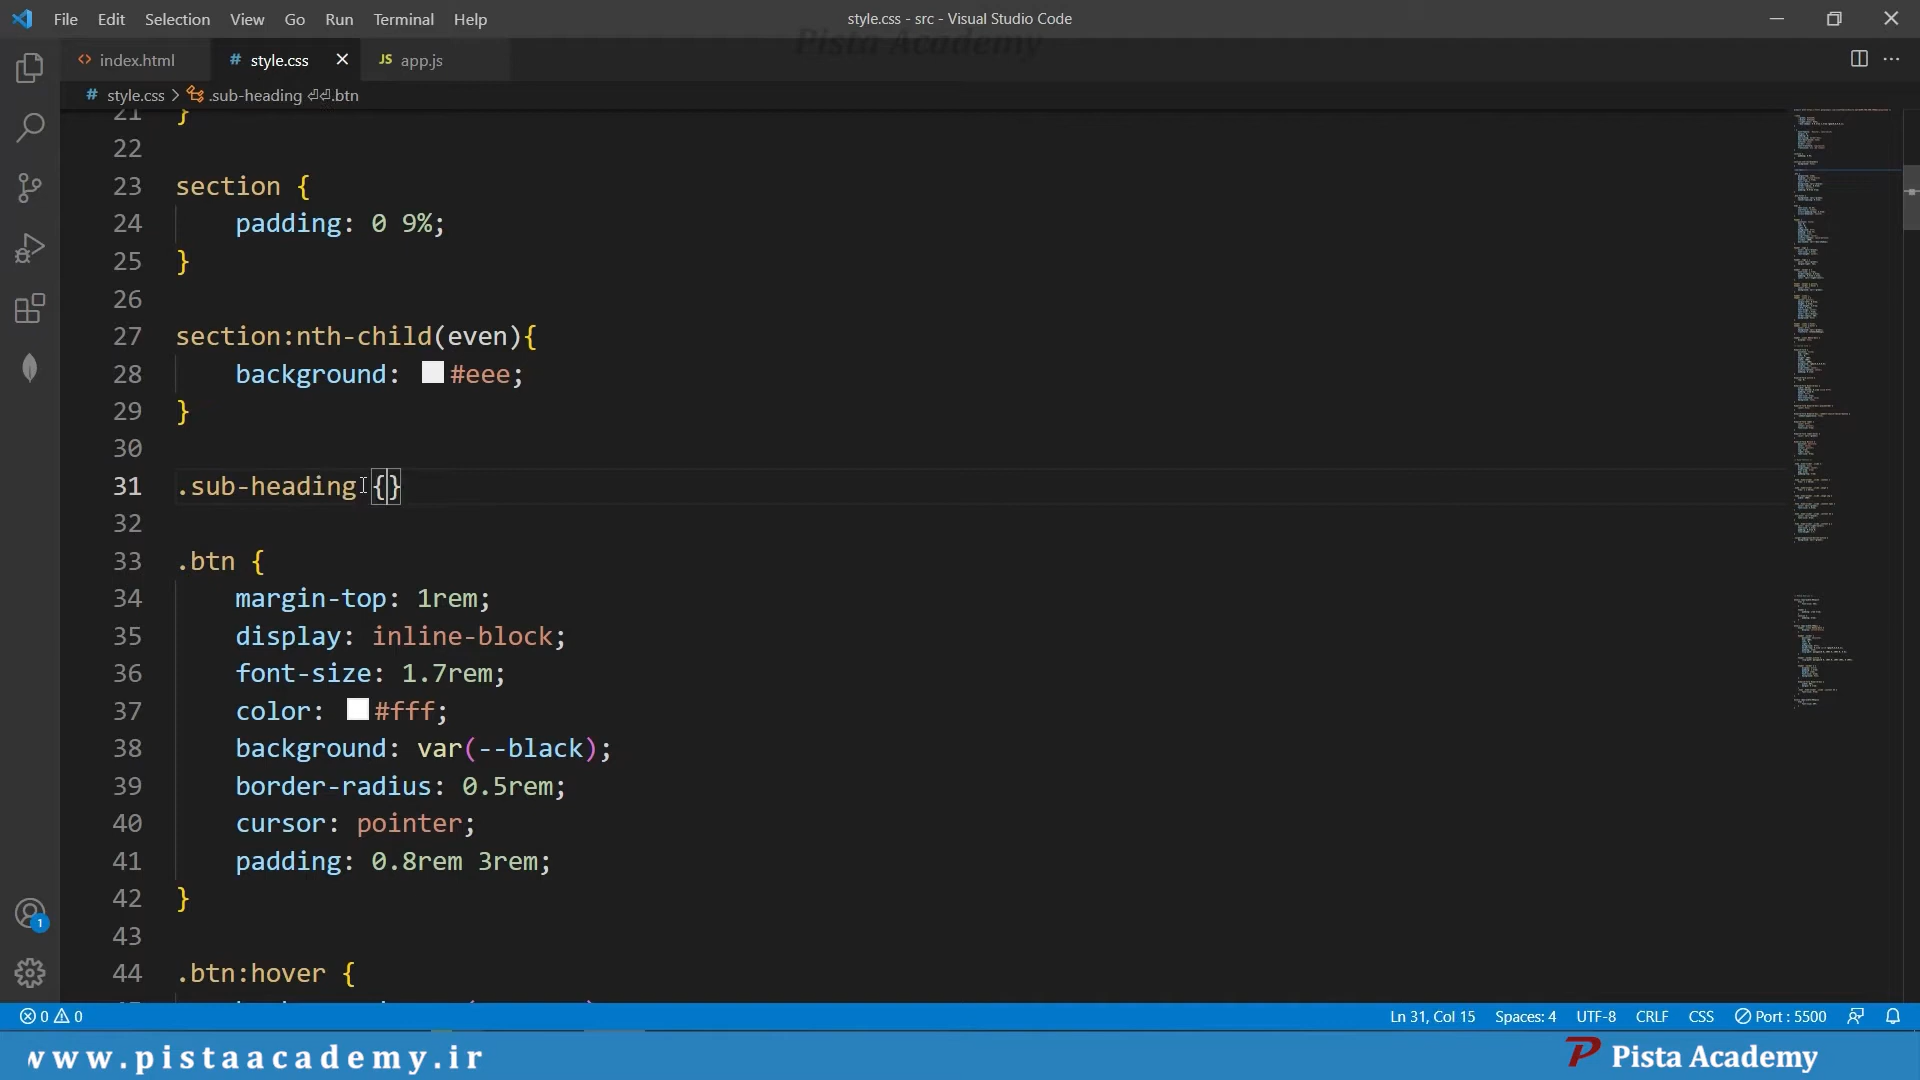 File Edit Selection View Go Run Terminal Help
style.css - src - Visual Studio Code
Pista Academy
<> index.html # style.css JS app.js
# style.css > .sub-heading .btn
21 }
22
23 section {
24 padding: 0 9%;
25 }
26
27 section:nth-child(even){
28 background: #eee;
29 }
30
31 .sub-heading {}
32
33 .btn {
34 margin-top: 1rem;
35 display: inline-block;
36 font-size: 1.7rem;
37 color: #fff;
38 background: var(--black);
39 border-radius: 0.5rem;
40 cursor: pointer;
41 padding: 0.8rem 3rem;
42 }
43
44 .btn:hover {
1
0 0 Ln 31, Col 15 Spaces: 4 UTF-8 CRLF CSS Port : 5500
www.pistaacademy.ir Pista Academy